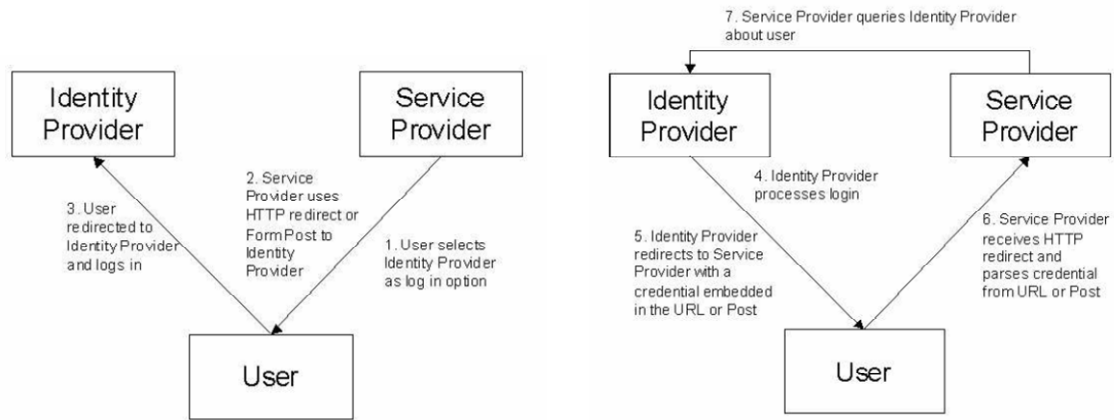 Identity
Provider
Service
Provider
3. User
redirected to
Identity Provider
and logs in
2. Service
Provider uses
HTTP redirect or
Form Post to
Identity
Provider
1. User selects
Identity Provider
as log in option
User
7. Service Provider queries Identity Provider
about user
Identity
Provider
Service
Provider
4. Identity Provider
processes login
5. Identity Provider
redirects to Service
Provider with a
credential embedded
in the URL or Post
6. Service Provider
receives HTTP
redirect and
parses credential
from URL or Post
User